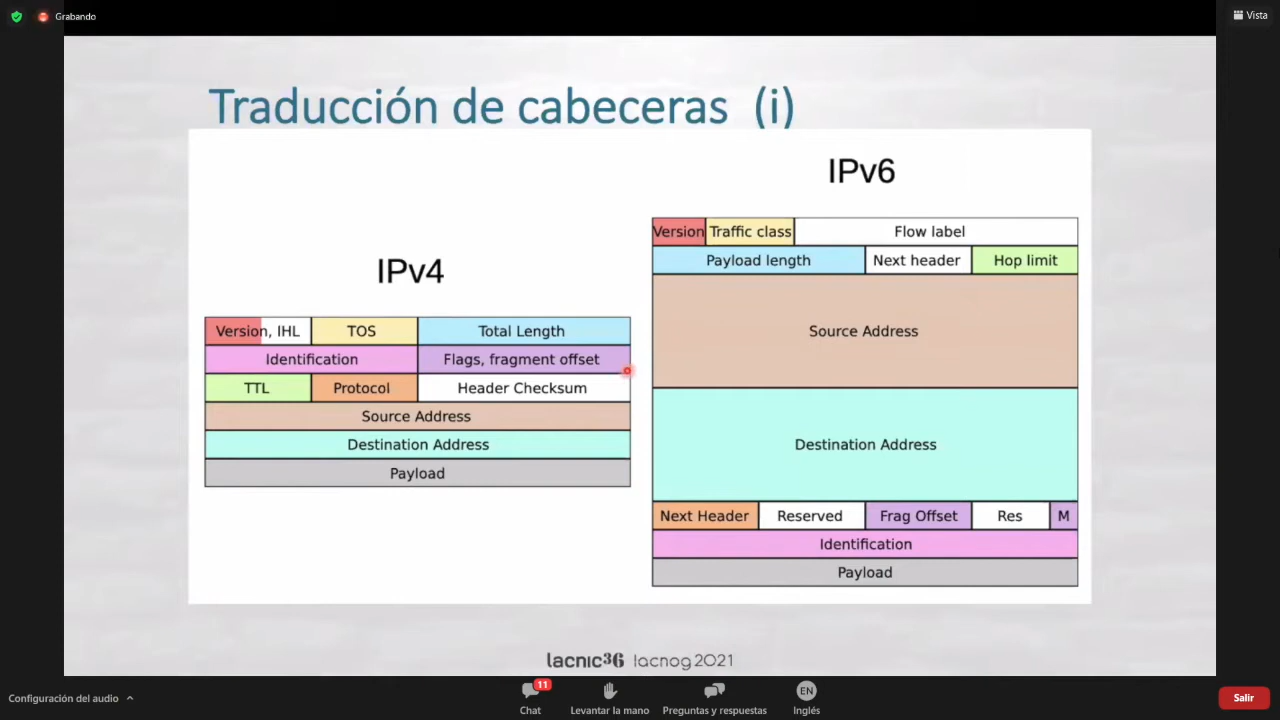 Grabando
Vista
Traducción de cabeceras (i)
IPv4
Version, IHL
TOS
Total Length
Identification
Flags, fragment offset
TTL
Protocol
Header Checksum
Source Address
Destination Address
Payload
IPv6
Version
Traffic class
Flow label
Payload length
Next header
Hop limit
Source Address
Destination Address
Next Header
Reserved
Frag Offset
Res
M
Identification
Payload
lacnic36 lacnog2021
Configuración del audio
11
Chat
Levantar la mano
Preguntas y respuestas
EN
Inglés
Salir